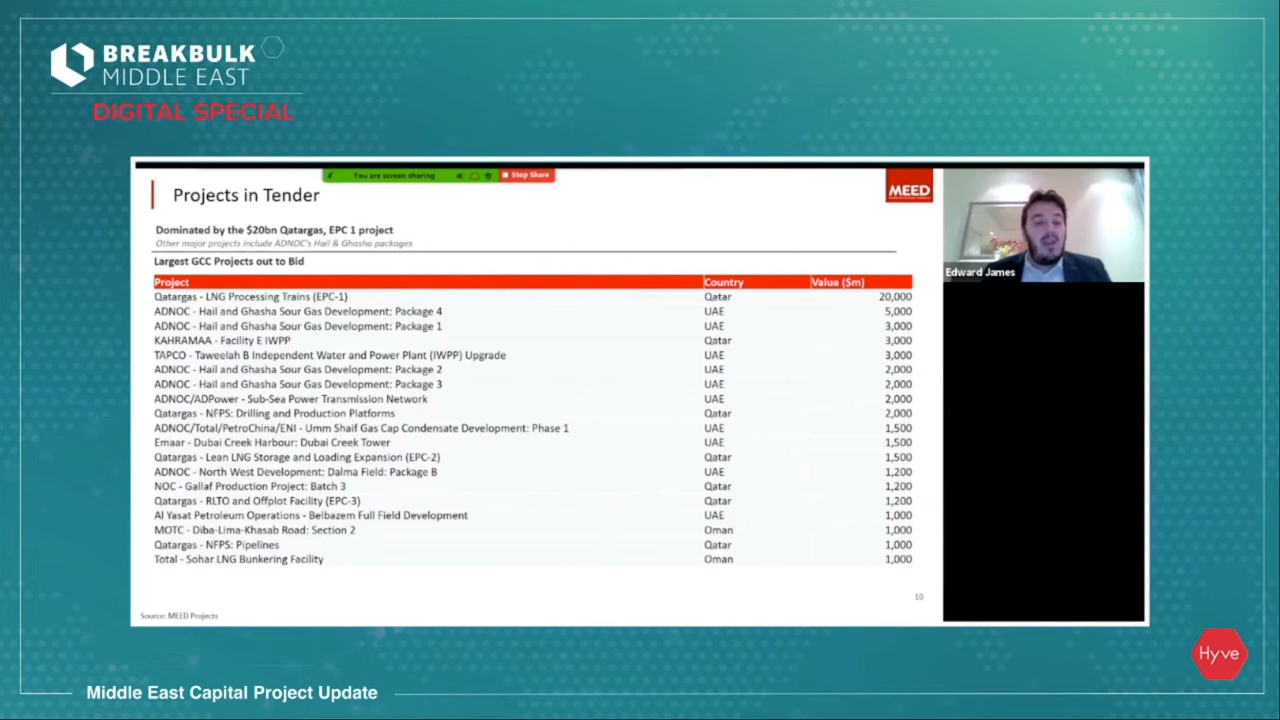 BREAKBULK
MIDDLE EAST
DIGITAL SPECIAL
You are screen sharing Stop Share
Projects in Tender
MEED
Dominated by the $20bn Qatargas, EPC 1 project
Other major projects include ADNOC's Hail & Ghasha packages
Largest GCC Projects out to Bid
Project Country Value ($m)
Qatargas - LNG Processing Trains (EPC-1) Qatar 20,000
ADNOC - Hail and Ghasha Sour Gas Development: Package 4 UAE 5,000
ADNOC - Hail and Ghasha Sour Gas Development: Package 1 UAE 3,000
KAHRAMAA - Facility E IWPP Qatar 3,000
TAPCO - Taweelah B Independent Water and Power Plant (IWPP) Upgrade UAE 3,000
ADNOC - Hail and Ghasha Sour Gas Development: Package 2 UAE 2,000
ADNOC - Hail and Ghasha Sour Gas Development: Package 3 UAE 2,000
ADNOC/ADPower - Sub-Sea Power Transmission Network UAE 2,000
Qatargas - NFPS: Drilling and Production Platforms Qatar 2,000
ADNOC/Total/PetroChina/ENI - Umm Shaif Gas Cap Condensate Development: Phase 1 UAE 1,500
Emaar - Dubai Creek Harbour: Dubai Creek Tower UAE 1,500
Qatargas - Lean LNG Storage and Loading Expansion (EPC-2) Qatar 1,500
ADNOC - North West Development: Dalma Field: Package B UAE 1,200
NOC - Gallaf Production Project: Batch 3 Qatar 1,200
Qatargas - RLTO and Offplot Facility (EPC-3) Qatar 1,200
Al Yasat Petroleum Operations - Belbazem Full Field Development UAE 1,000
MOTC - Diba-Lima-Khasab Road: Section 2 Oman 1,000
Qatargas - NFPS: Pipelines Qatar 1,000
Total - Sohar LNG Bunkering Facility Oman 1,000
10
Source: MEED Projects
Edward James
Hyve
Middle East Capital Project Update